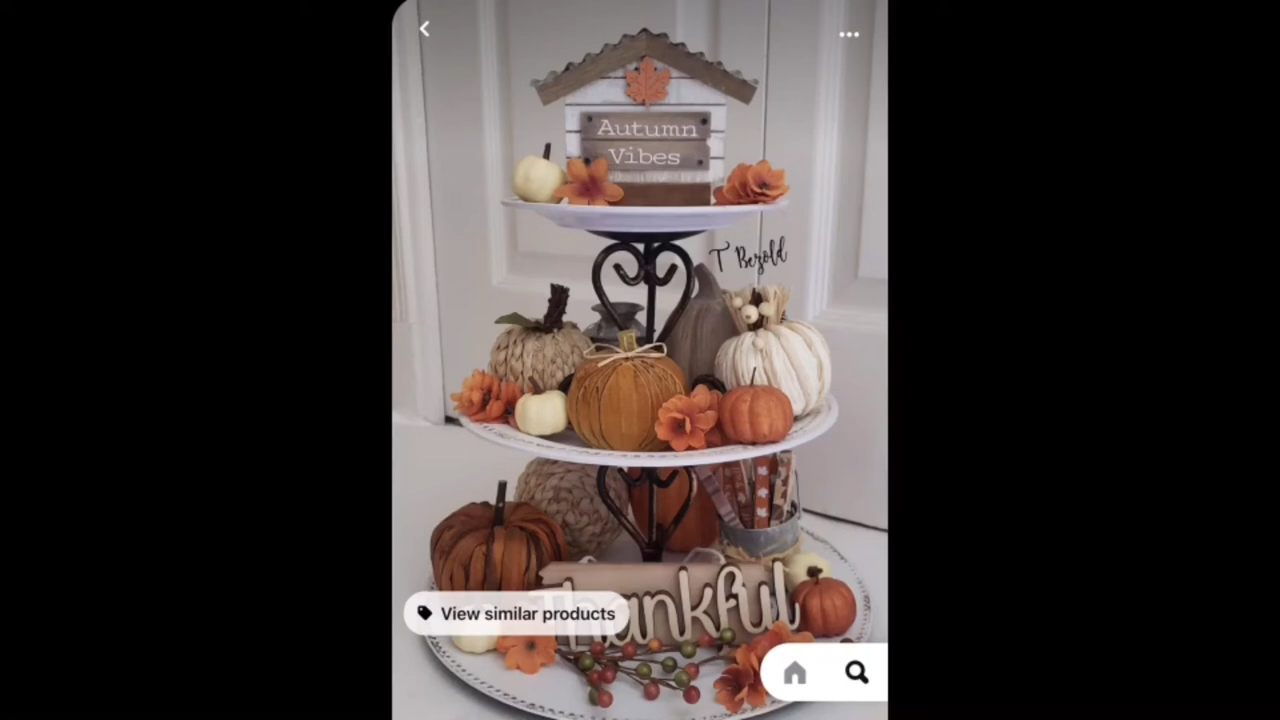 Autumn
Vibes
T Bezold
Thankful
View similar products